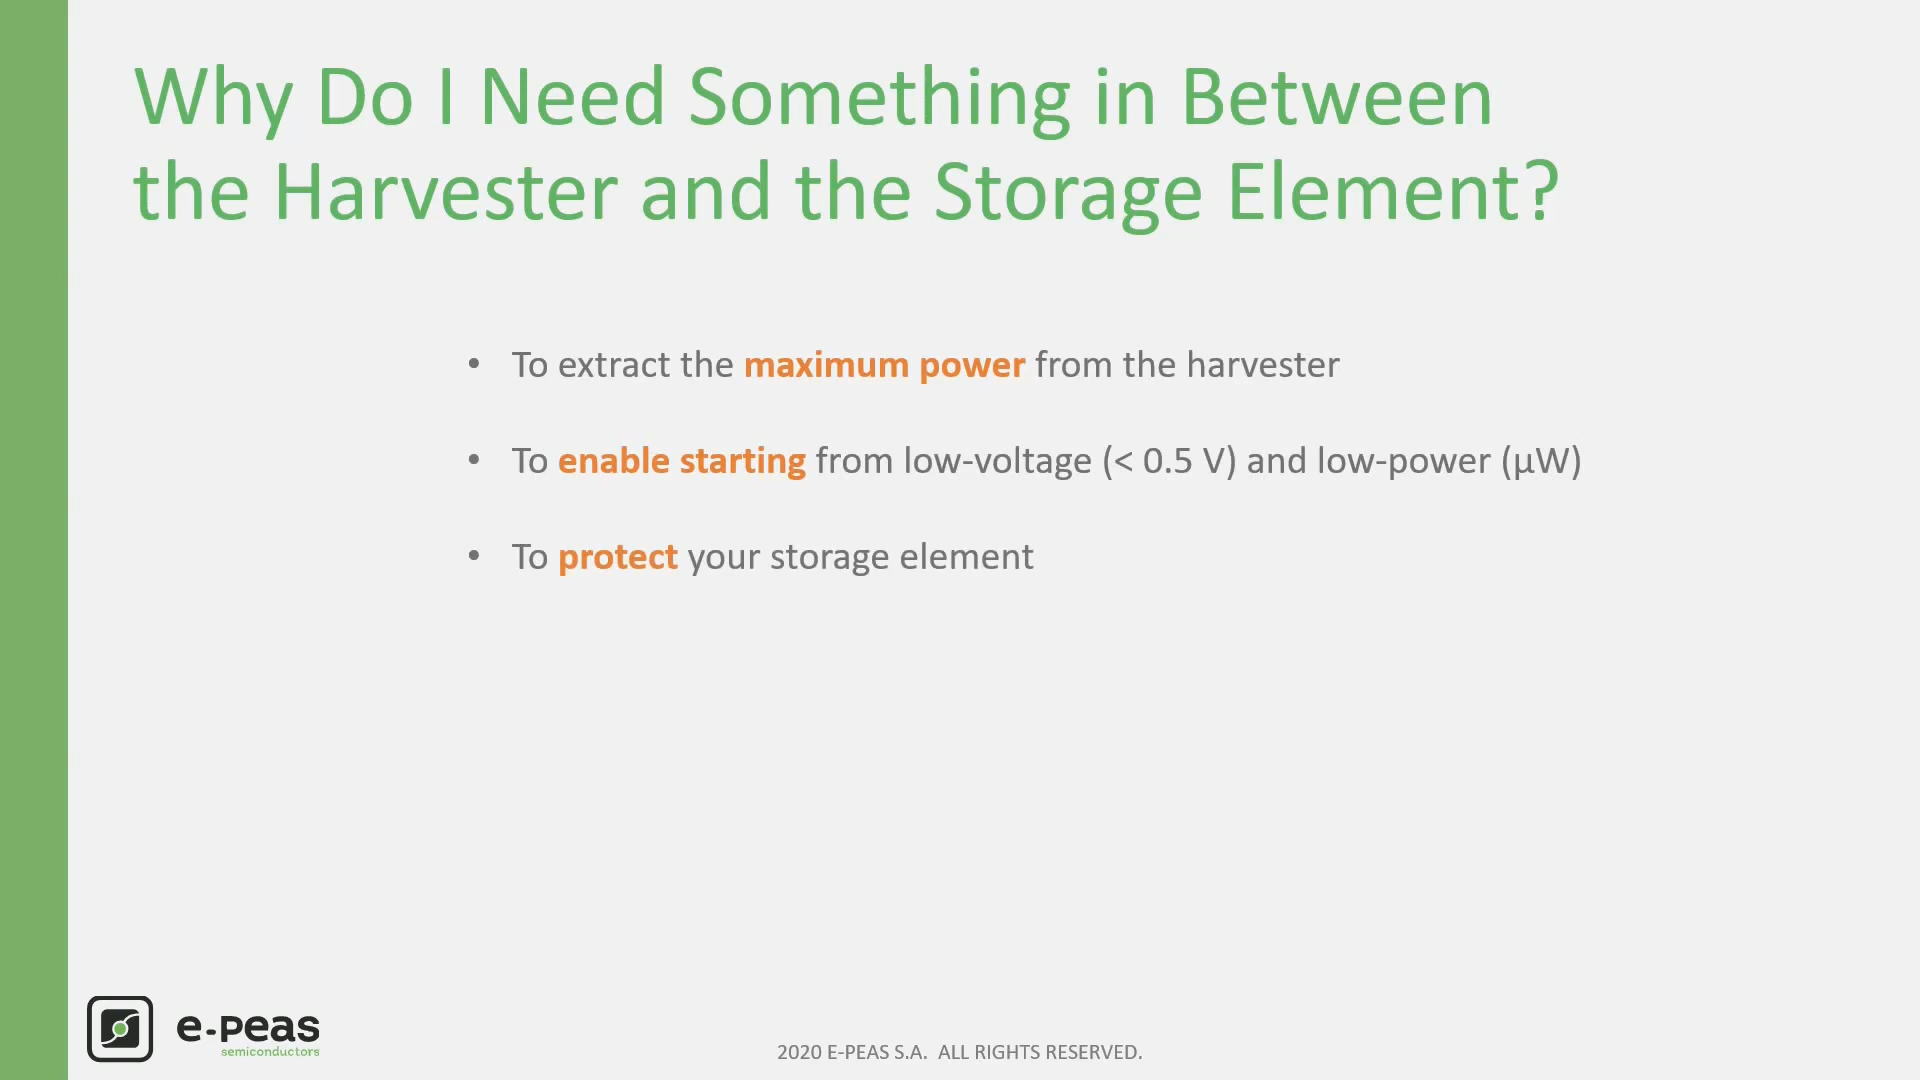 Why Do I Need Something in Between
the Harvester and the Storage Element?
• To extract the maximum power from the harvester
• To enable starting from low-voltage (< 0.5 V) and low-power (µW)
• To protect your storage element
e-peas
semiconductors
2020 E-PEAS S.A.  ALL RIGHTS RESERVED.